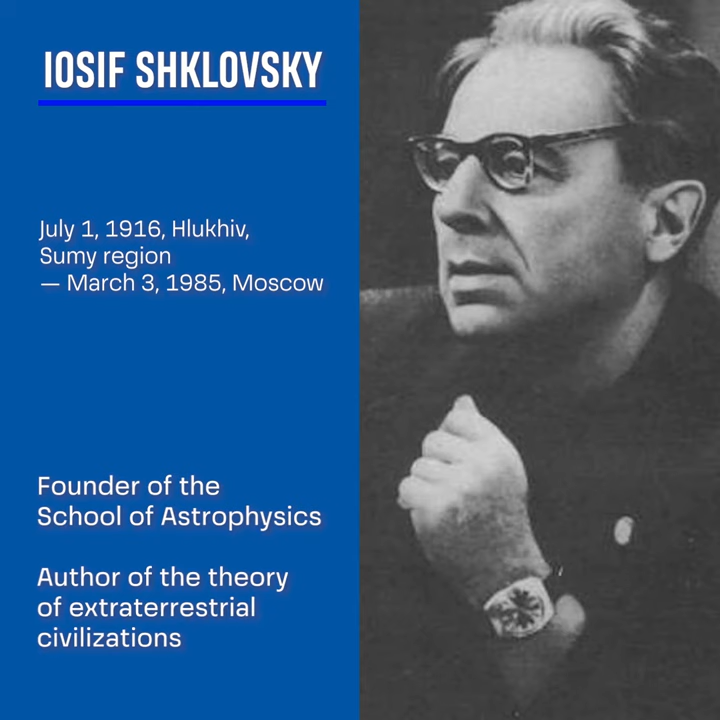 IOSIF SHKLOVSKY
July 1, 1916, Hlukhiv,
Sumy region
— March 3, 1985, Moscow
Founder of the
School of Astrophysics
Author of the theory
of extraterrestrial
civilizations